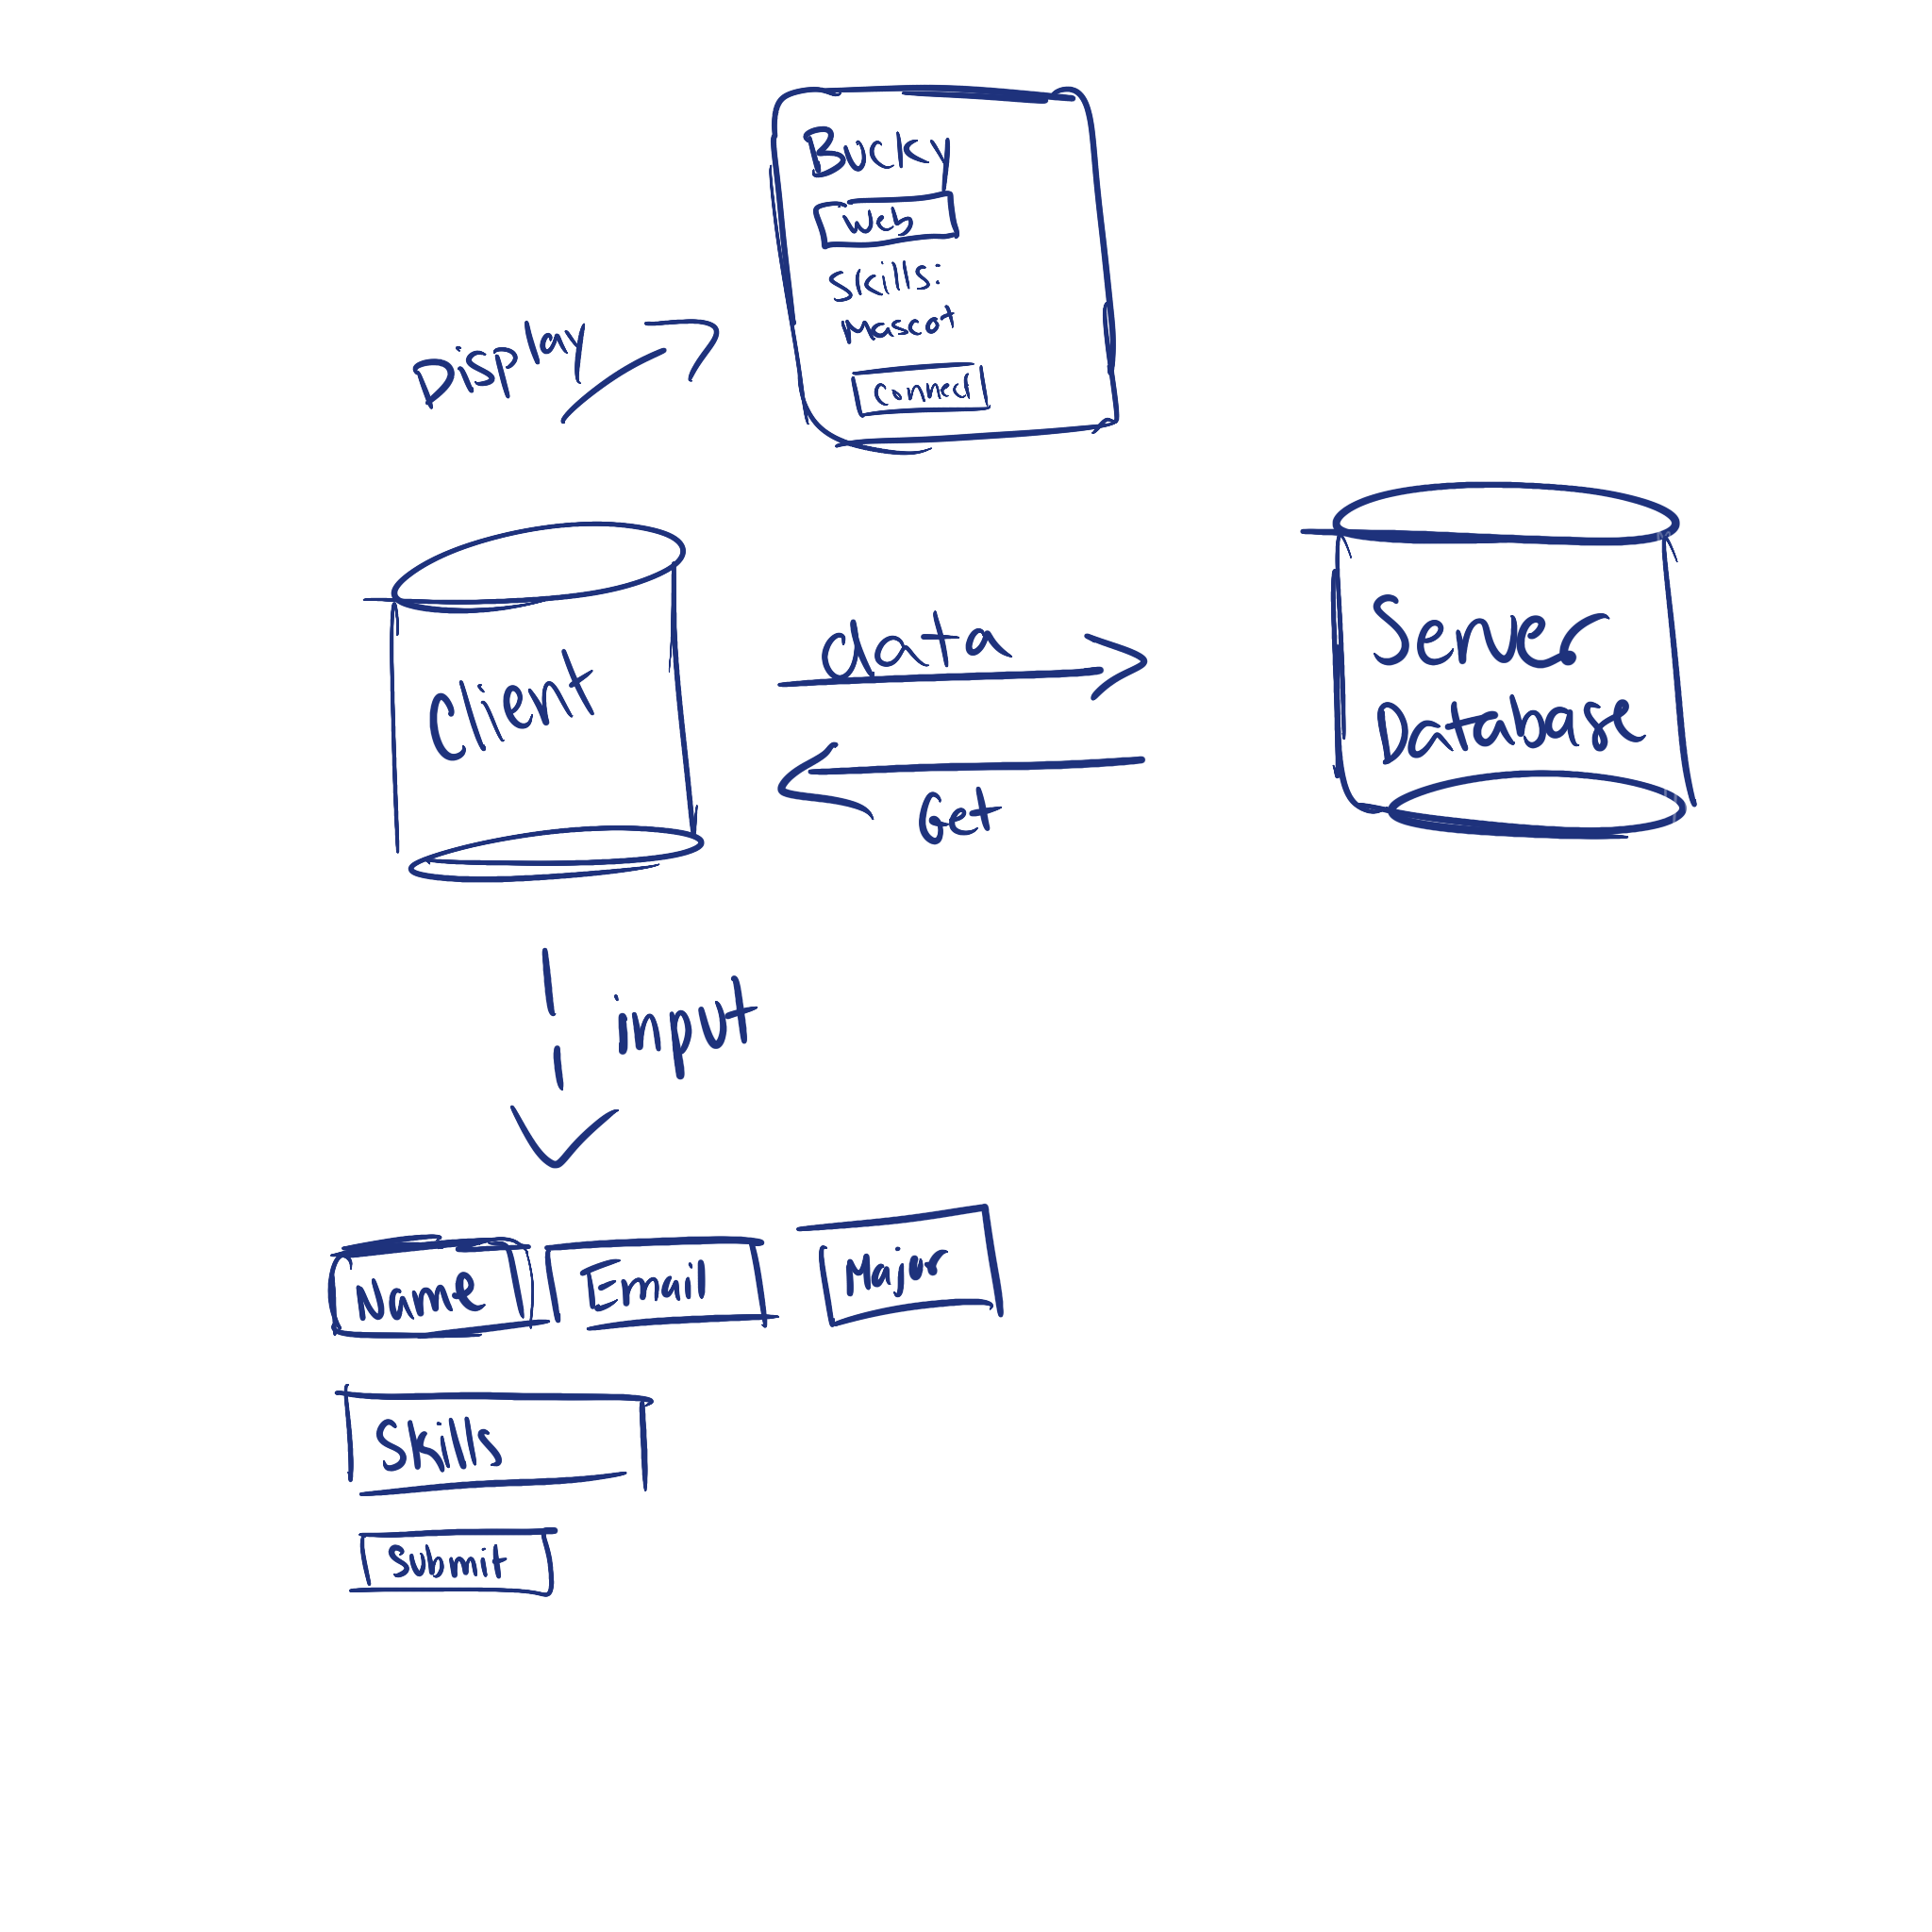 Bucky
Web
Skills:
Mascot
Connect
Display
Client
data
Get
Server
Database
input
Name Email Major
Skills
Submit